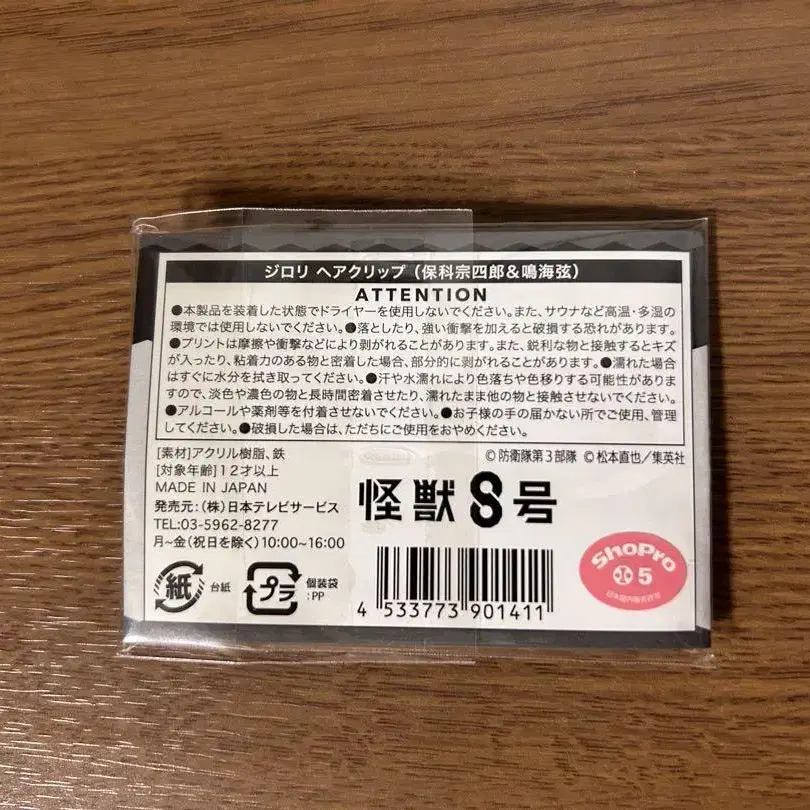 ジロリ ヘアクリップ（保科宗四郎＆鳴海弦）
ATTENTION
●本製品を装着した状態でドライヤーを使用しないでください。また、サウナなど高温・多湿の
環境では使用しないでください。●落としたり、強い衝撃を加えると破損する恐れがあります。
●プリントは摩擦や衝撃などにより剥がれることがあります。また、鋭利な物と接触するとキズ
が入ったり、粘着力のある物と密着した場合、部分的に剥がれることがあります。●濡れた場合
はすぐに水分を拭き取ってください。●汗や水濡れにより色落ちや色移りする可能性がありま
すので、淡色や濃色の物と長時間密着させたり、濡れたまま他の物と接触させないでください。
●アルコールや薬剤等を付着させないでください。●お子様の手の届かない所でご使用、管理
してください。●破損した場合は、ただちにご使用をおやめください。
[素材]アクリル樹脂、鉄
[対象年齢]12才以上
MADE IN JAPAN
発売元:(株)日本テレビサービス
TEL:03-5962-8277
月~金(祝日を除く)10:00~16:00
©防衛隊第3部隊 ©松本直也／集英社
怪獣8号
紙 台紙
プラ 個装袋
:PP
4 533773 901411
ShoPro
5
日本国内販売許諾